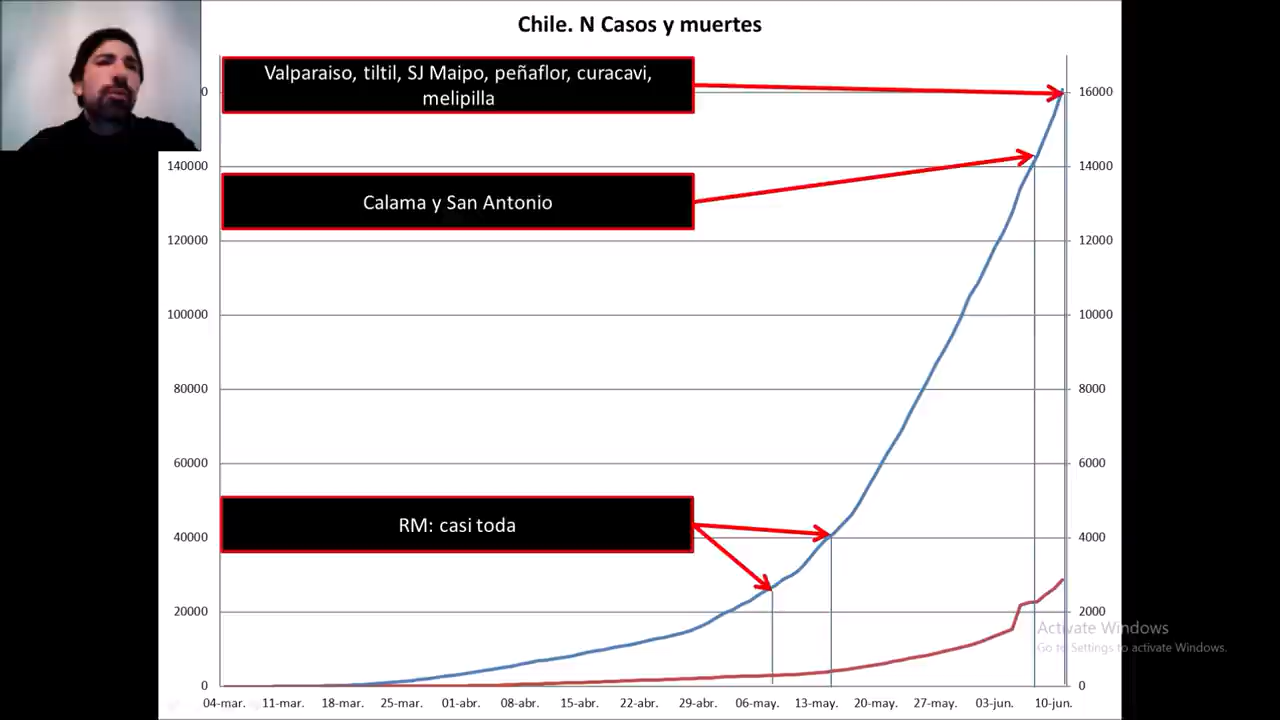 Chile. N Casos y muertes
Valparaiso, tiltil, SJ Maipo, peñaflor, curacavi,
melipilla
0
16000
140000
14000
Calama y San Antonio
120000
12000
100000
10000
80000
8000
60000
6000
RM: casi toda
40000
4000
20000
2000
Activate Windows
Go to Settings to activate Windows.
0
0
04-mar.
11-mar.
18-mar.
25-mar.
01-abr.
08-abr.
15-abr.
22-abr.
29-abr.
06-may.
13-may.
20-may.
27-may.
03-jun.
10-jun.